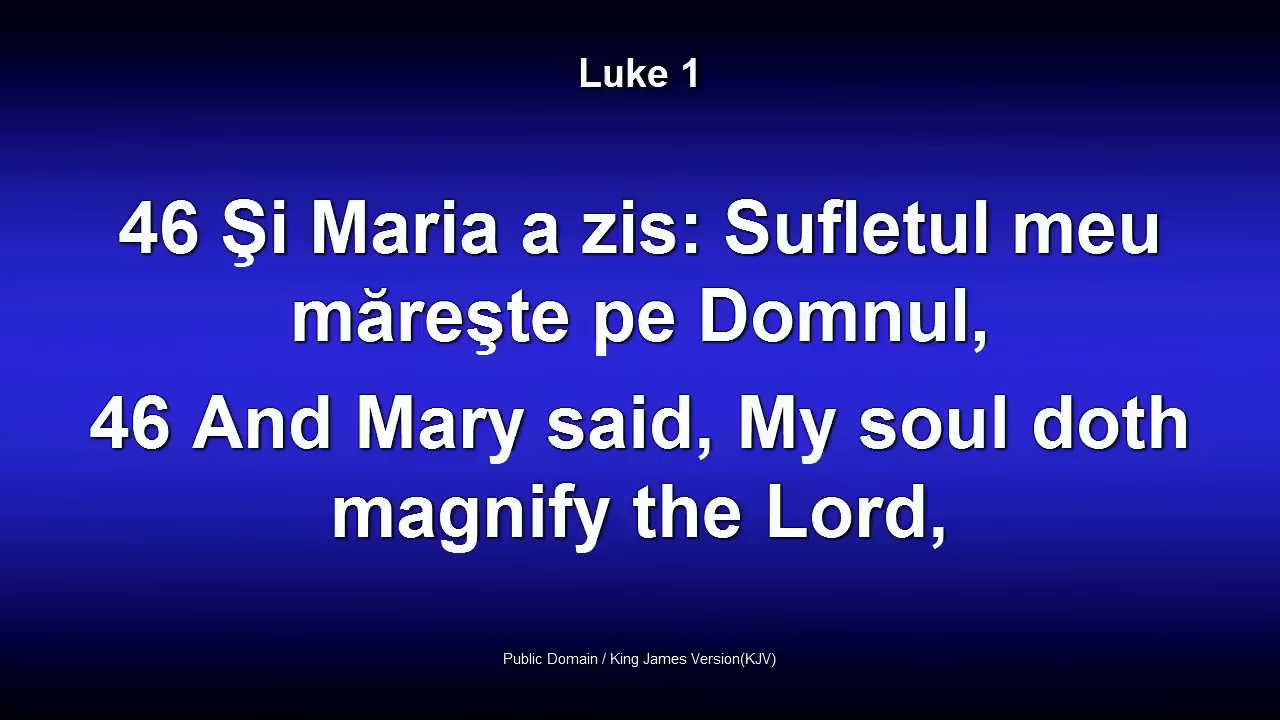 Luke 1
46 Şi Maria a zis: Sufletul meu
măreşte pe Domnul,
46 And Mary said, My soul doth
magnify the Lord,
Public Domain / King James Version(KJV)